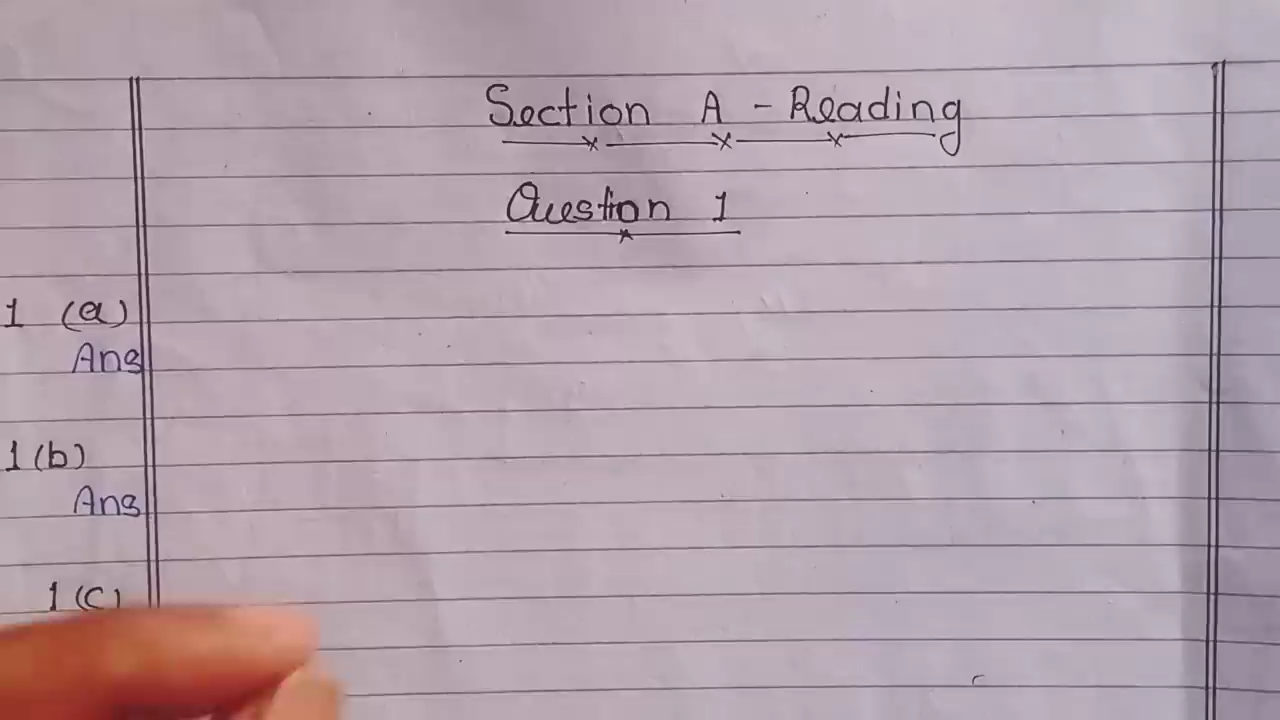 Section A - Reading
Question 1
1 (a)
Ans
1(b)
Ans
1(c)